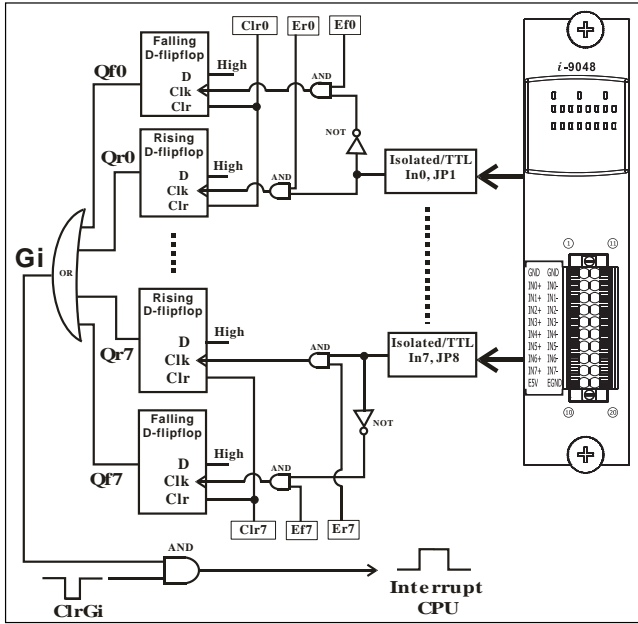 Clr0 Er0 Ef0
Falling
D-flipflop
D
Clk
Clr
High
Qf0
AND
NOT
Rising
D-flipflop
D
Clk
Clr
High
Qr0
AND
Isolated/TTL
In0, JP1
i-9048
Gi
OR
Rising
D-flipflop
D
Clk
Clr
High
Qr7
AND
Isolated/TTL
In7, JP8
NOT
Falling
D-flipflop
D
Clk
Clr
High
Qf7
AND
Clr7 Ef7 Er7
1 11
GND GND
IN0+ IN0-
IN1+ IN1-
IN2+ IN2-
IN3+ IN3-
IN4+ IN4-
IN5+ IN5-
IN6+ IN6-
IN7+ IN7-
E5V EGND
10 20
AND
ClrGi
Interrupt
CPU